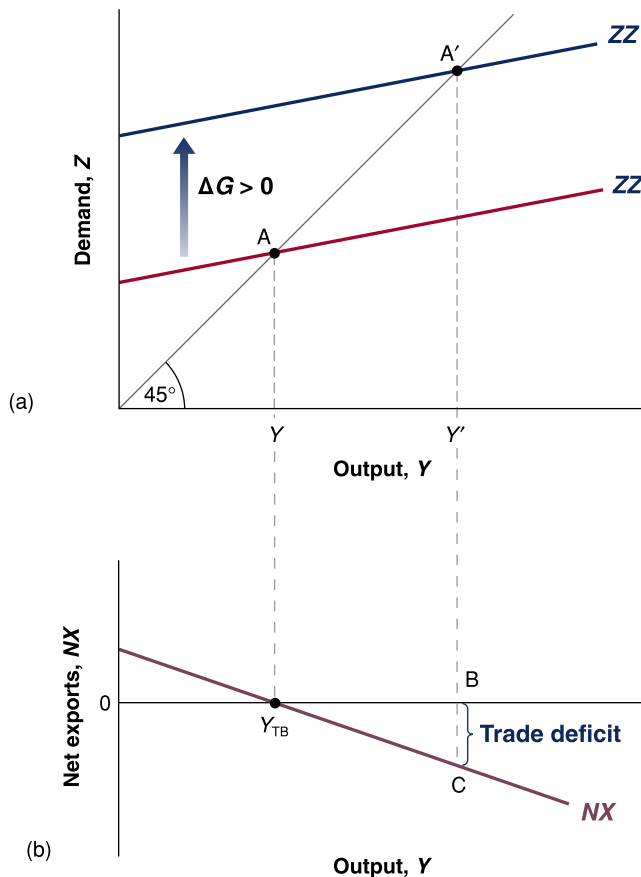 ZZ
A′
Demand, Z
ΔG > 0
ZZ
A
45°
(a)
Y
Y′
Output, Y
Net exports, NX
0
B
Y_TB
Trade deficit
C
NX
(b)
Output, Y